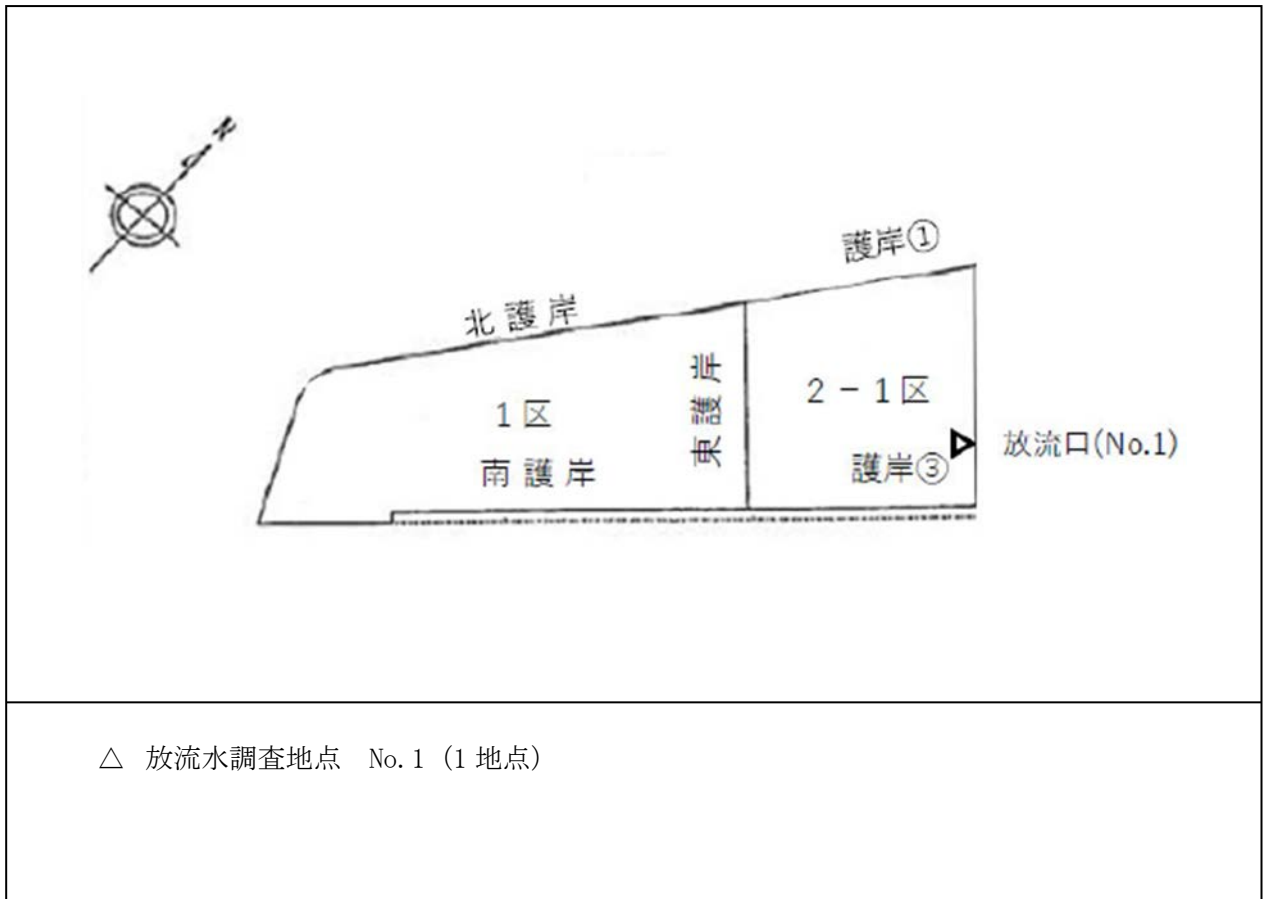 N
護岸①
北護岸
東護岸
2－1区
1区
放流口(No.1)
南護岸
護岸③
△ 放流水調査地点 No.1 (1地点)